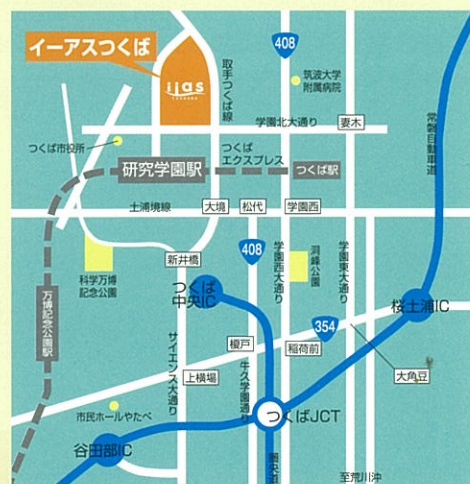 イーアスつくば
iias
TSUKUBA
取手つくば線
408
筑波大学
附属病院
学園北大通り
妻木
常磐自動車道
つくば市役所
つくば
エクスプレス
研究学園駅
つくば駅
土浦境線
大境
松代
学園西
新井橋
408
学園西大通り
洞峰公園
学園東大通り
科学万博
記念公園
つくば
中央IC
万博記念公園駅
桜土浦IC
354
榎戸
稲荷前
サイエンス大通り
上横場
牛久学園通り
大角豆
市民ホールやたべ
つくばJCT
谷田部IC
圏央道
至荒川沖